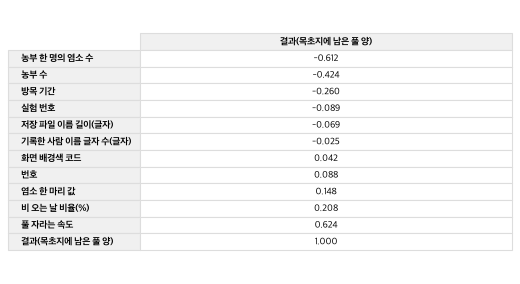 결과(목초지에 남은 풀 양)
농부 한 명의 염소 수 -0.612
농부 수 -0.424
방목 기간 -0.260
실험 번호 -0.089
저장 파일 이름 길이(글자) -0.069
기록한 사람 이름 글자 수(글자) -0.025
화면 배경색 코드 0.042
번호 0.088
염소 한 마리 값 0.148
비 오는 날 비율(%) 0.208
풀 자라는 속도 0.624
결과(목초지에 남은 풀 양) 1.000